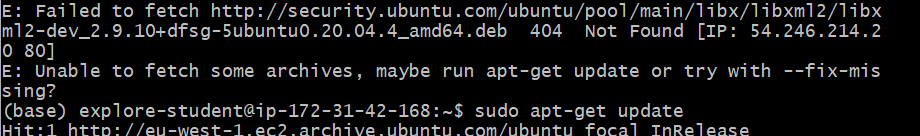 E: Failed to fetch http://security.ubuntu.com/ubuntu/pool/main/libx/libxml2/libx
ml2-dev_2.9.10+dfsg-5ubuntu0.20.04.4_amd64.deb  404  Not Found [IP: 54.246.214.2
0 80]
E: Unable to fetch some archives, maybe run apt-get update or try with --fix-mis
sing?
(base) explore-student@ip-172-31-42-168:~$ sudo apt-get update
Hit:1 http://eu-west-1.ec2.archive.ubuntu.com/ubuntu focal InRelease